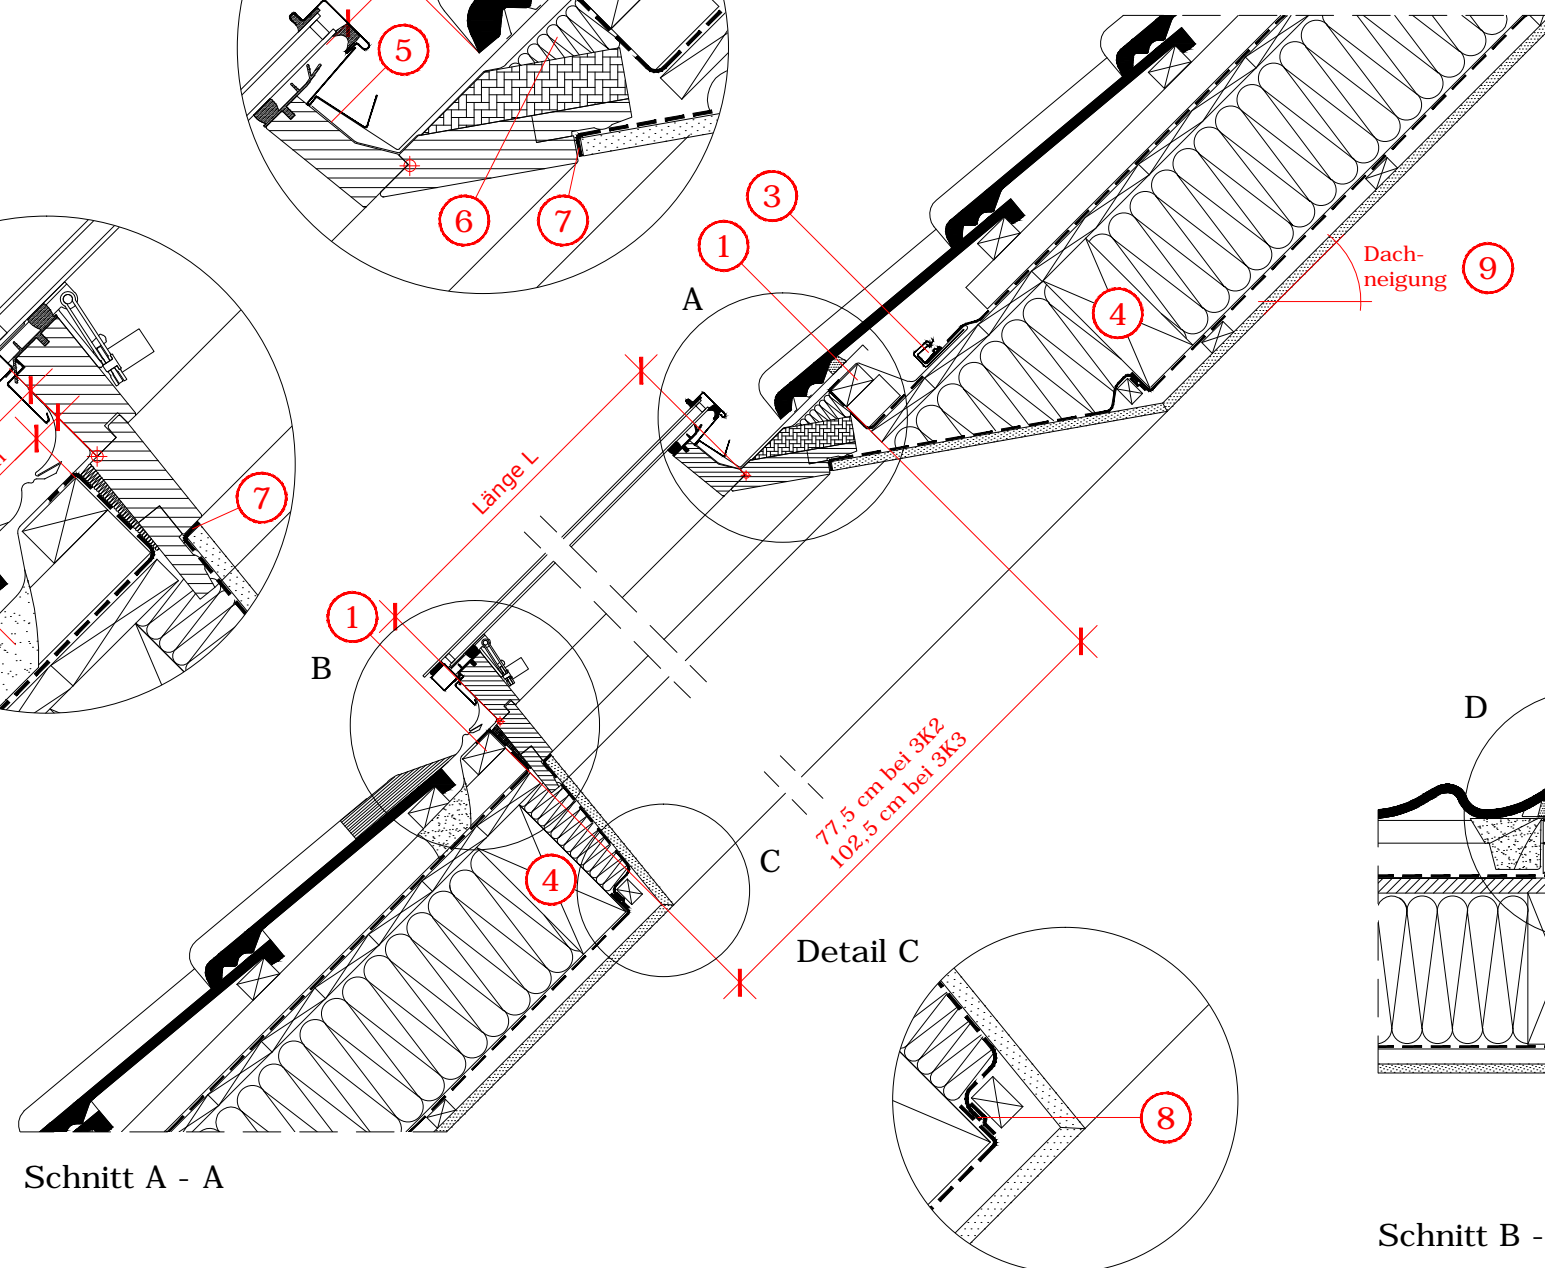 5
6
7
3
1
A
Dach-
neigung
9
4
Länge L
7
1
B
77,5 cm bei 3K2
102,5 cm bei 3K3
D
4
C
Detail C
8
Schnitt A - A
Schnitt B -